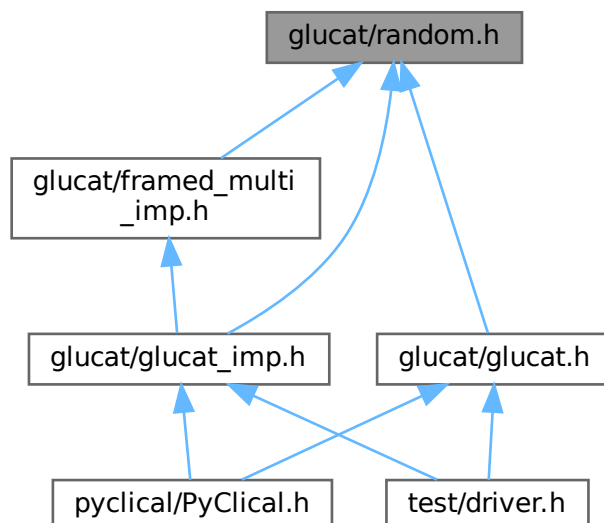 glucat/random.h
glucat/framed_multi
_imp.h
glucat/glucat_imp.h
glucat/glucat.h
pyclical/PyClical.h
test/driver.h